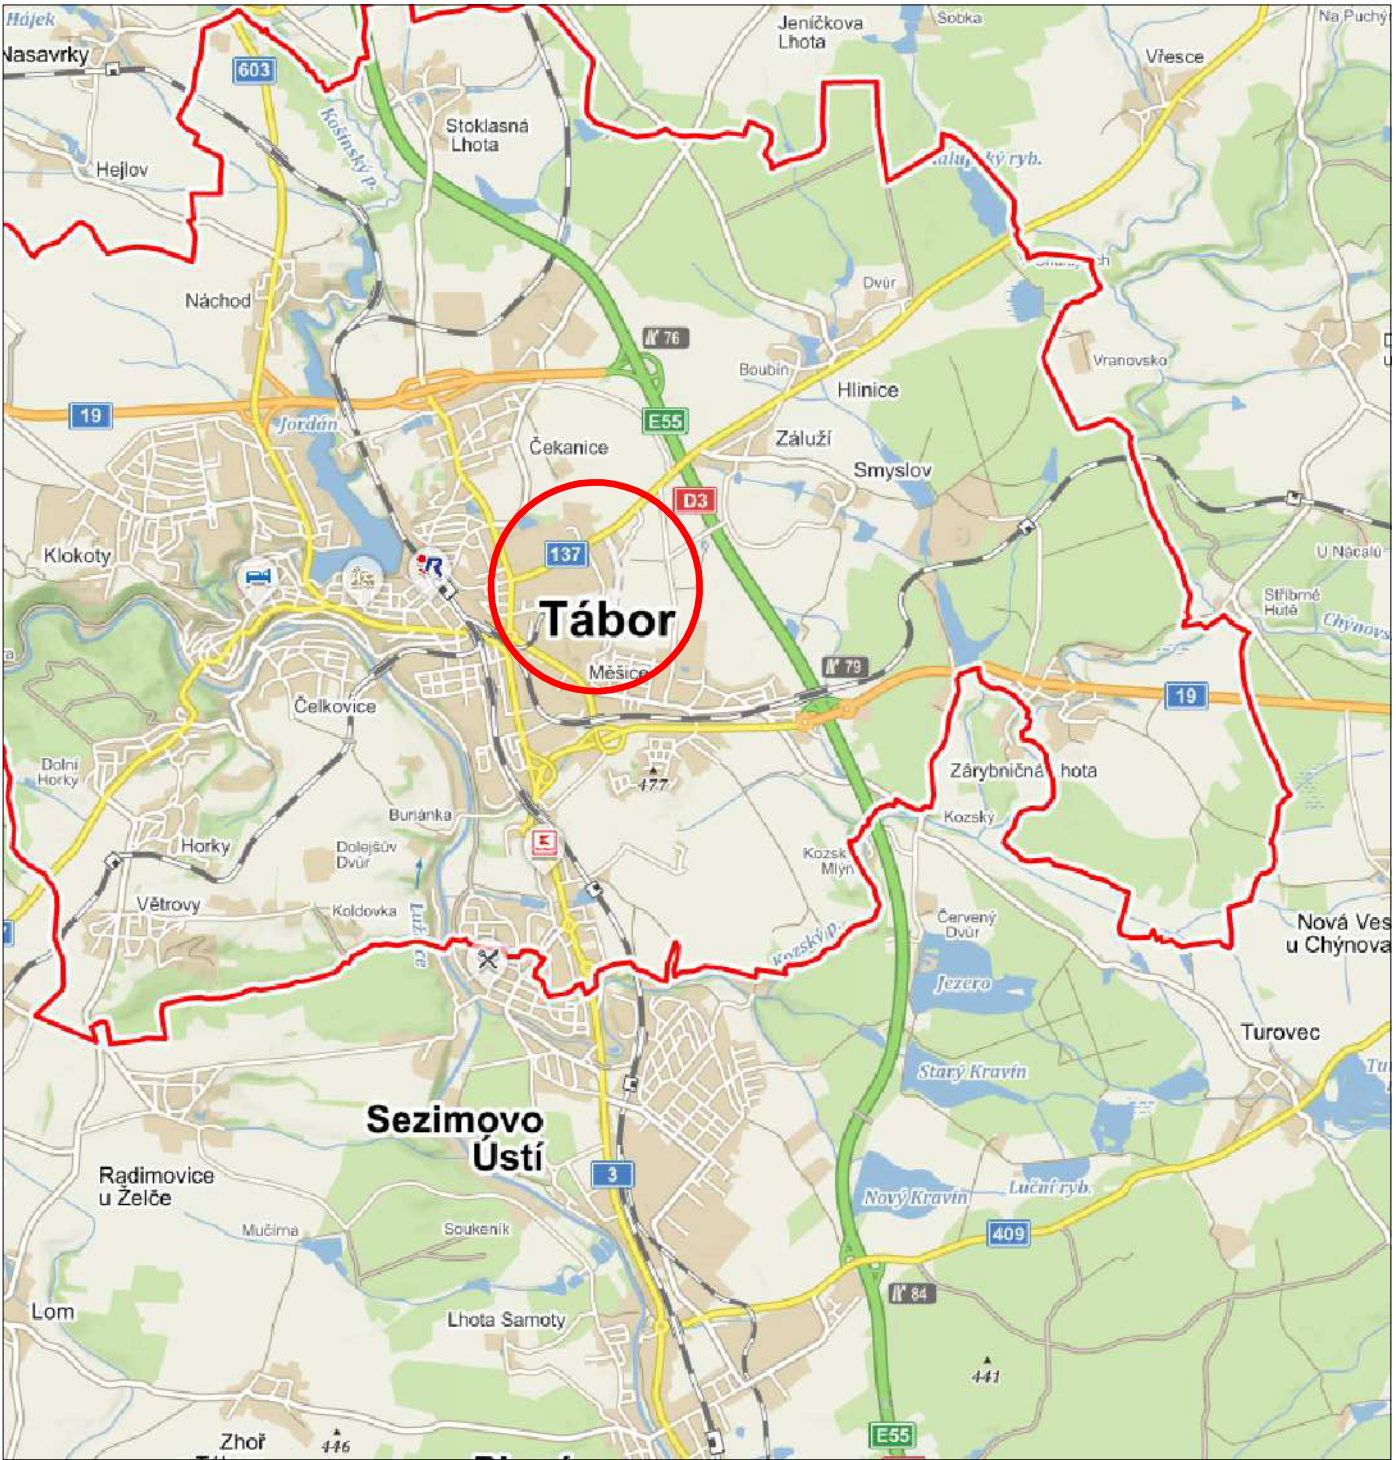 Hájek
Jeníčkova
Lhota
Sobka
Na Puchý
Nasavrky
603
Vřesce
Košínský p.
Stoklasná
Lhota
Hejlov
Náchod
Dvůr
76
Boubín
Vranovsko
Hlinice
19
Jordán
E55
Čekanice
Záluží
Smyslov
D3
Klokoty
137
U Nácalů
R
Stříbrné
Hutě
Chýnovs
Tábor
Měšice
79
Čelkovice
19
Dolní
Horky
477
Zárybničná
hota
Buriánka
Kozský
Horky
Dolejšův
Dvůr
Kozsk
Mlýn
Větrovy
Koldovka
Červený
Dvůr
Nová Ves
u Chýnova
Kozský p.
Jezero
Turovec
Starý Kravín
Sezimovo
Ústí
3
Radimovice
u Želče
Nový Kravín
Luční ryb.
Mučírna
Soukeník
409
84
Lom
Lhota Samoty
441
Zhoř
446
E55